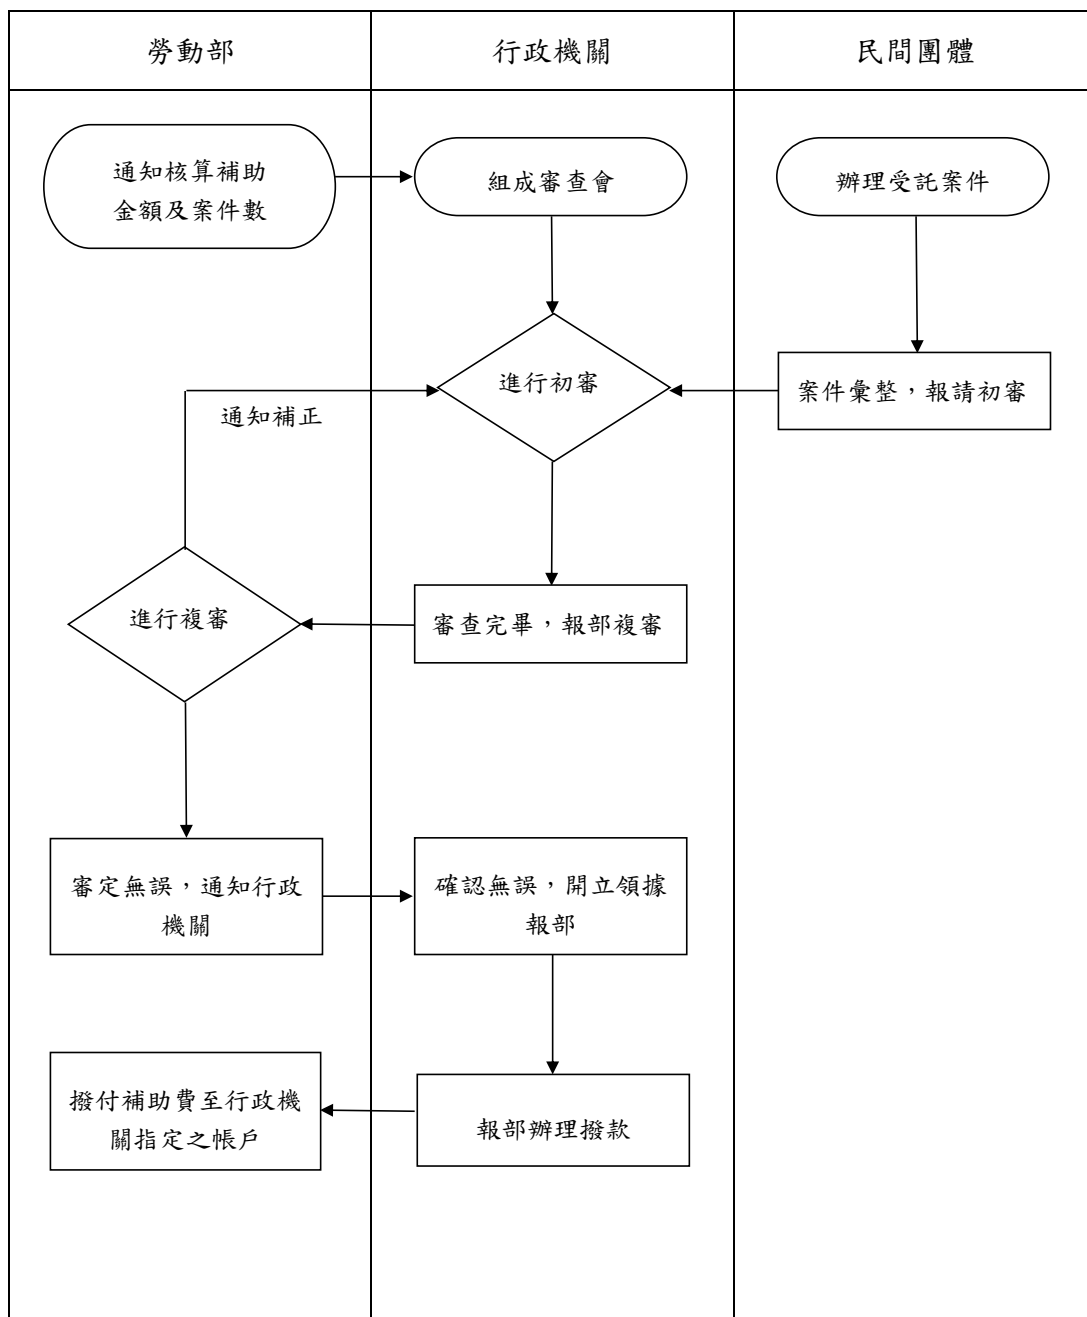 勞動部
行政機關
民間團體
通知核算補助
金額及案件數
組成審查會
辦理受託案件
進行初審
案件彙整，報請初審
通知補正
進行複審
審查完畢，報部複審
審定無誤，通知行政
機關
確認無誤，開立領據
報部
撥付補助費至行政機
關指定之帳戶
報部辦理撥款